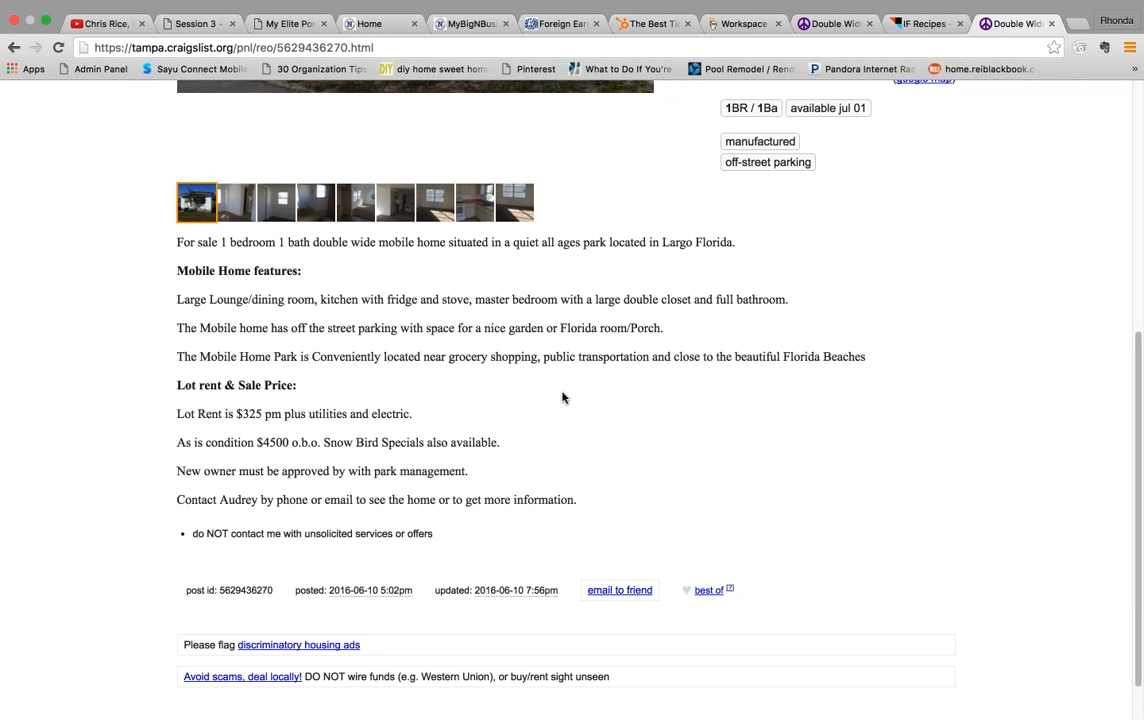 Chris Rice,
Session 3 -
My Elite Por
Home
MyBigNBus
Foreign Ear
The Best Ti
Workspace
Double Wid
IF Recipes -
Double Wid
Rhonda
https://tampa.craigslist.org/pnl/reo/5629436270.html
Apps
Admin Panel
Sayu Connect Mobile
30 Organization Tips
diy home sweet hom
Pinterest
What to Do If You're
Pool Remodel / Reno
Pandora Internet Rad
home.reiblackbook.c
»
(google map)
1BR / 1Ba
available jul 01
manufactured
off-street parking
For sale 1 bedroom 1 bath double wide mobile home situated in a quiet all ages park located in Largo Florida.
Mobile Home features:
Large Lounge/dining room, kitchen with fridge and stove, master bedroom with a large double closet and full bathroom.
The Mobile home has off the street parking with space for a nice garden or Florida room/Porch.
The Mobile Home Park is Conveniently located near grocery shopping, public transportation and close to the beautiful Florida Beaches
Lot rent & Sale Price:
Lot Rent is $325 pm plus utilities and electric.
As is condition $4500 o.b.o. Snow Bird Specials also available.
New owner must be approved by with park management.
Contact Audrey by phone or email to see the home or to get more information.
• do NOT contact me with unsolicited services or offers
post id: 5629436270 posted: 2016-06-10 5:02pm updated: 2016-06-10 7:56pm email to friend ♥ best of [?]
Please flag discriminatory housing ads
Avoid scams, deal locally! DO NOT wire funds (e.g. Western Union), or buy/rent sight unseen